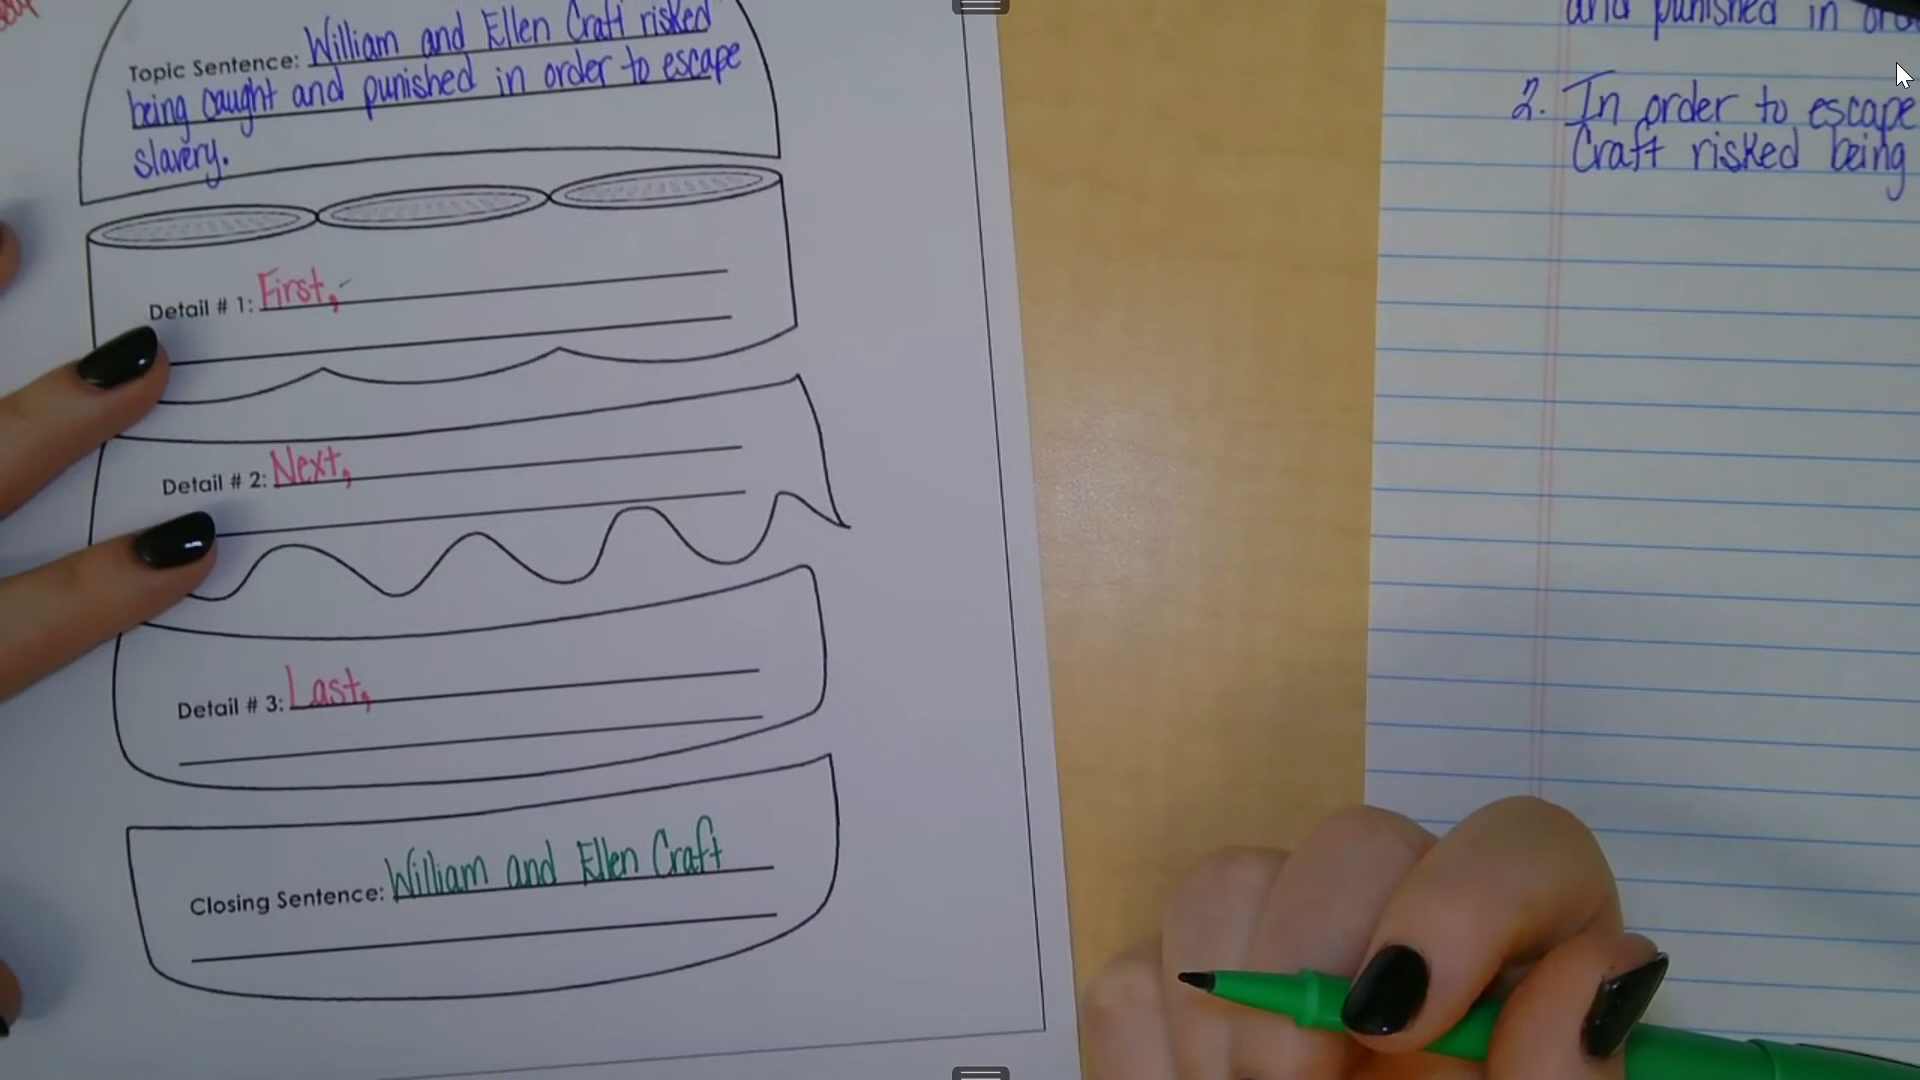 Topic Sentence: William and Ellen Craft risked
being caught and punished in order to escape
slavery.
Detail # 1: First,
Detail # 2: Next,
Detail # 3: Last,
Closing Sentence: William and Ellen Craft
and punished in
2. In order to escape
Craft risked being